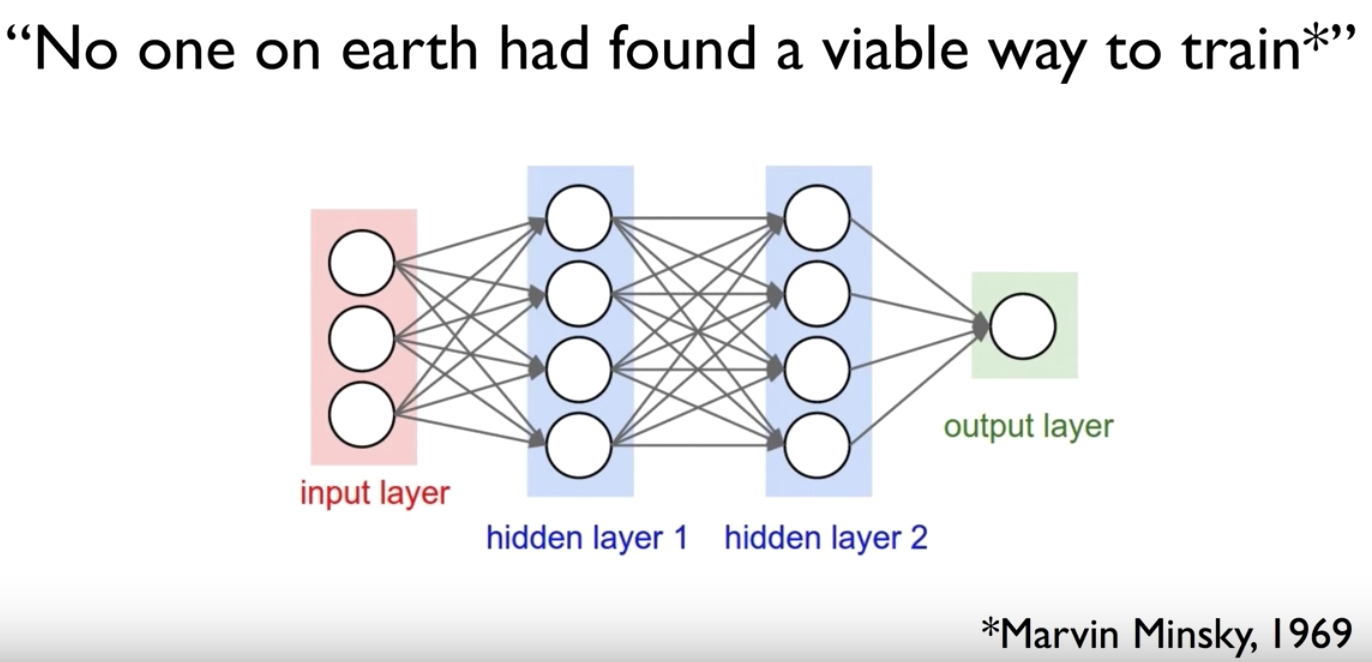 “No one on earth had found a viable way to train*”
input layer
hidden layer 1
hidden layer 2
output layer
*Marvin Minsky, 1969